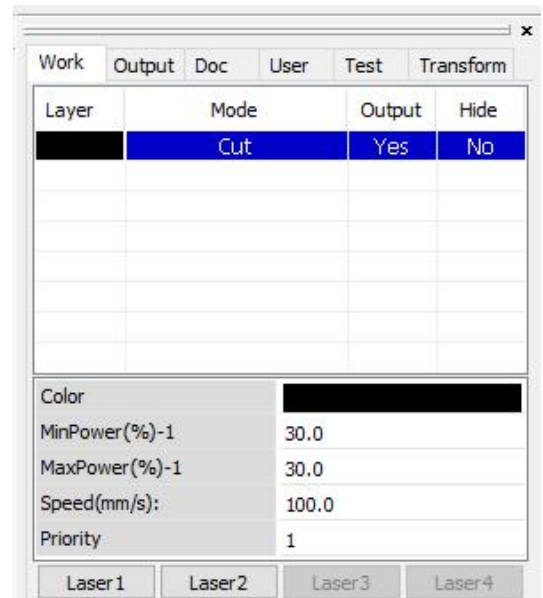 x
Work Output Doc User Test Transform
Layer Mode Output Hide
Cut Yes No
Color
MinPower(%)-1 30.0
MaxPower(%)-1 30.0
Speed(mm/s): 100.0
Priority 1
Laser1 Laser2 Laser3 Laser4